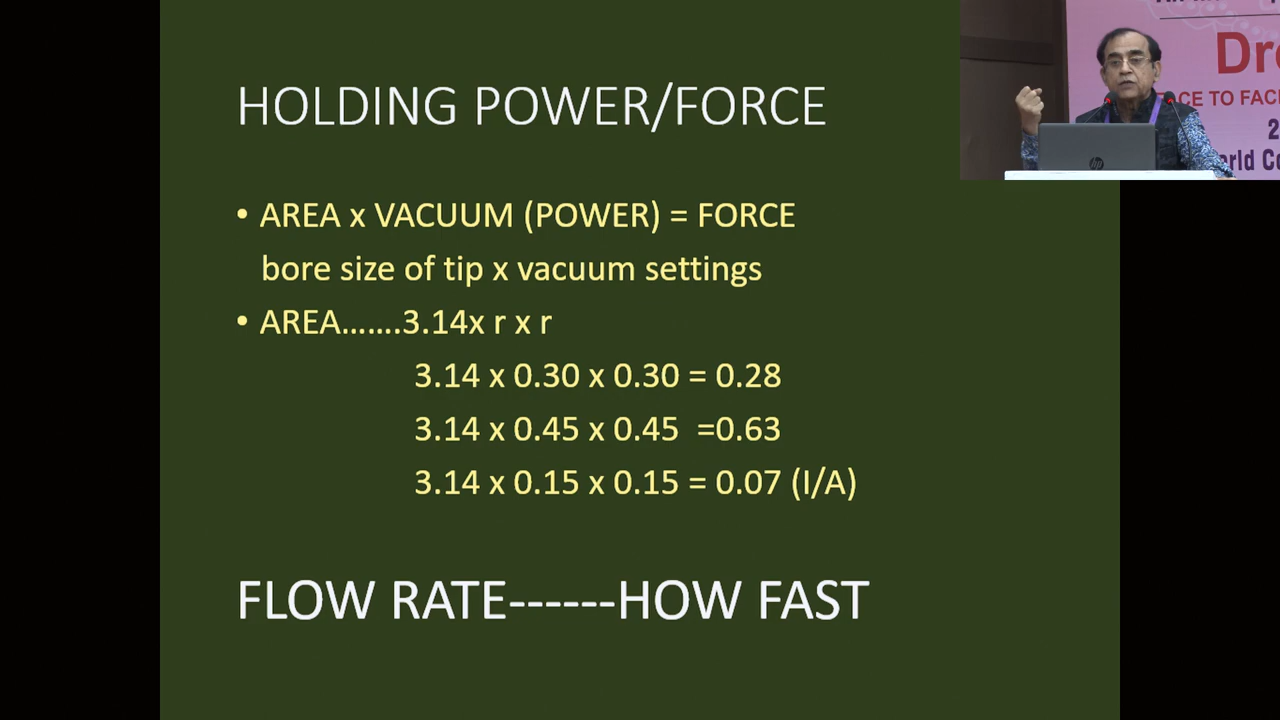 HOLDING POWER/FORCE
• AREA x VACUUM (POWER) = FORCE
bore size of tip x vacuum settings
• AREA.......3.14x r x r
3.14 x 0.30 x 0.30 = 0.28
3.14 x 0.45 x 0.45  =0.63
3.14 x 0.15 x 0.15 = 0.07 (I/A)
FLOW RATE------HOW FAST
Dr
CE TO FAC
2
rld Co
hp